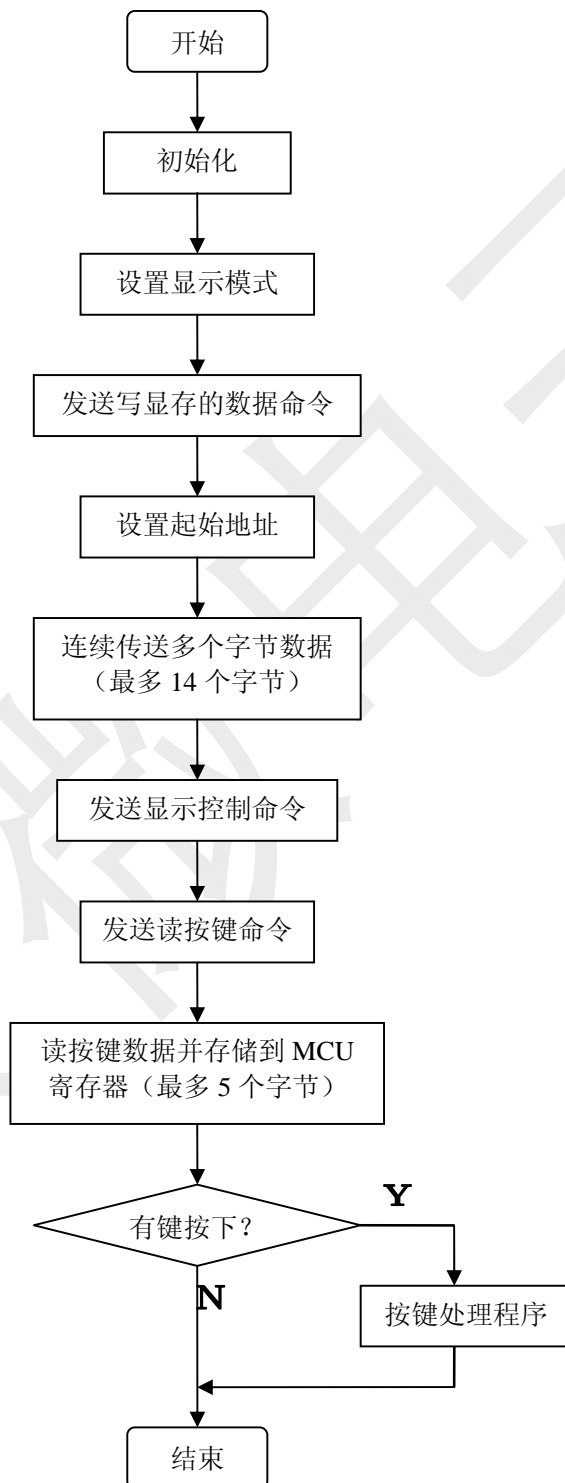 开始
初始化
设置显示模式
发送写显存的数据命令
设置起始地址
连续传送多个字节数据
（最多 14 个字节）
发送显示控制命令
发送读按键命令
读按键数据并存储到 MCU
寄存器（最多 5 个字节）
有键按下？
Y
N
按键处理程序
结束